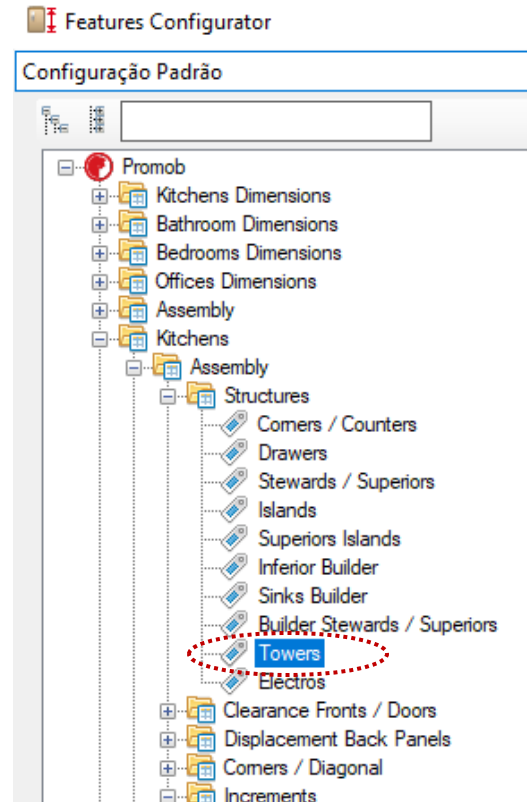 Features Configurator
Configuração Padrão
Promob
Kitchens Dimensions
Bathroom Dimensions
Bedrooms Dimensions
Offices Dimensions
Assembly
Kitchens
Assembly
Structures
Corners / Counters
Drawers
Stewards / Superiors
Islands
Superiors Islands
Inferior Builder
Sinks Builder
Builder Stewards / Superiors
Towers
Electros
Clearance Fronts / Doors
Displacement Back Panels
Corners / Diagonal
Increments